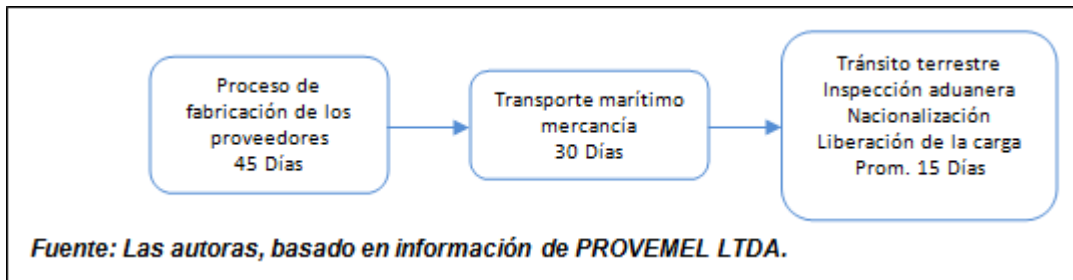 Proceso de
fabricación de los
proveedores
45 Días
Transporte marítimo
mercancía
30 Días
Tránsito terrestre
Inspección aduanera
Nacionalización
Liberación de la carga
Prom. 15 Días
Fuente: Las autoras, basado en información de PROVEMEL LTDA.